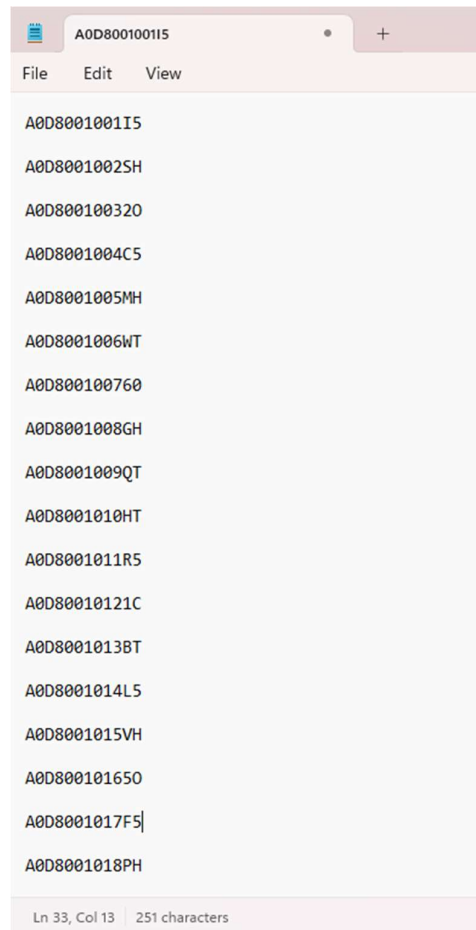 A0D8001001I5
File Edit View
A0D8001001I5
A0D8001002SH
A0D80010032O
A0D8001004C5
A0D8001005MH
A0D8001006WT
A0D800100760
A0D8001008GH
A0D8001009QT
A0D8001010HT
A0D8001011R5
A0D80010121C
A0D8001013BT
A0D8001014L5
A0D8001015VH
A0D80010165O
A0D8001017F5
A0D8001018PH
Ln 33, Col 13 251 characters